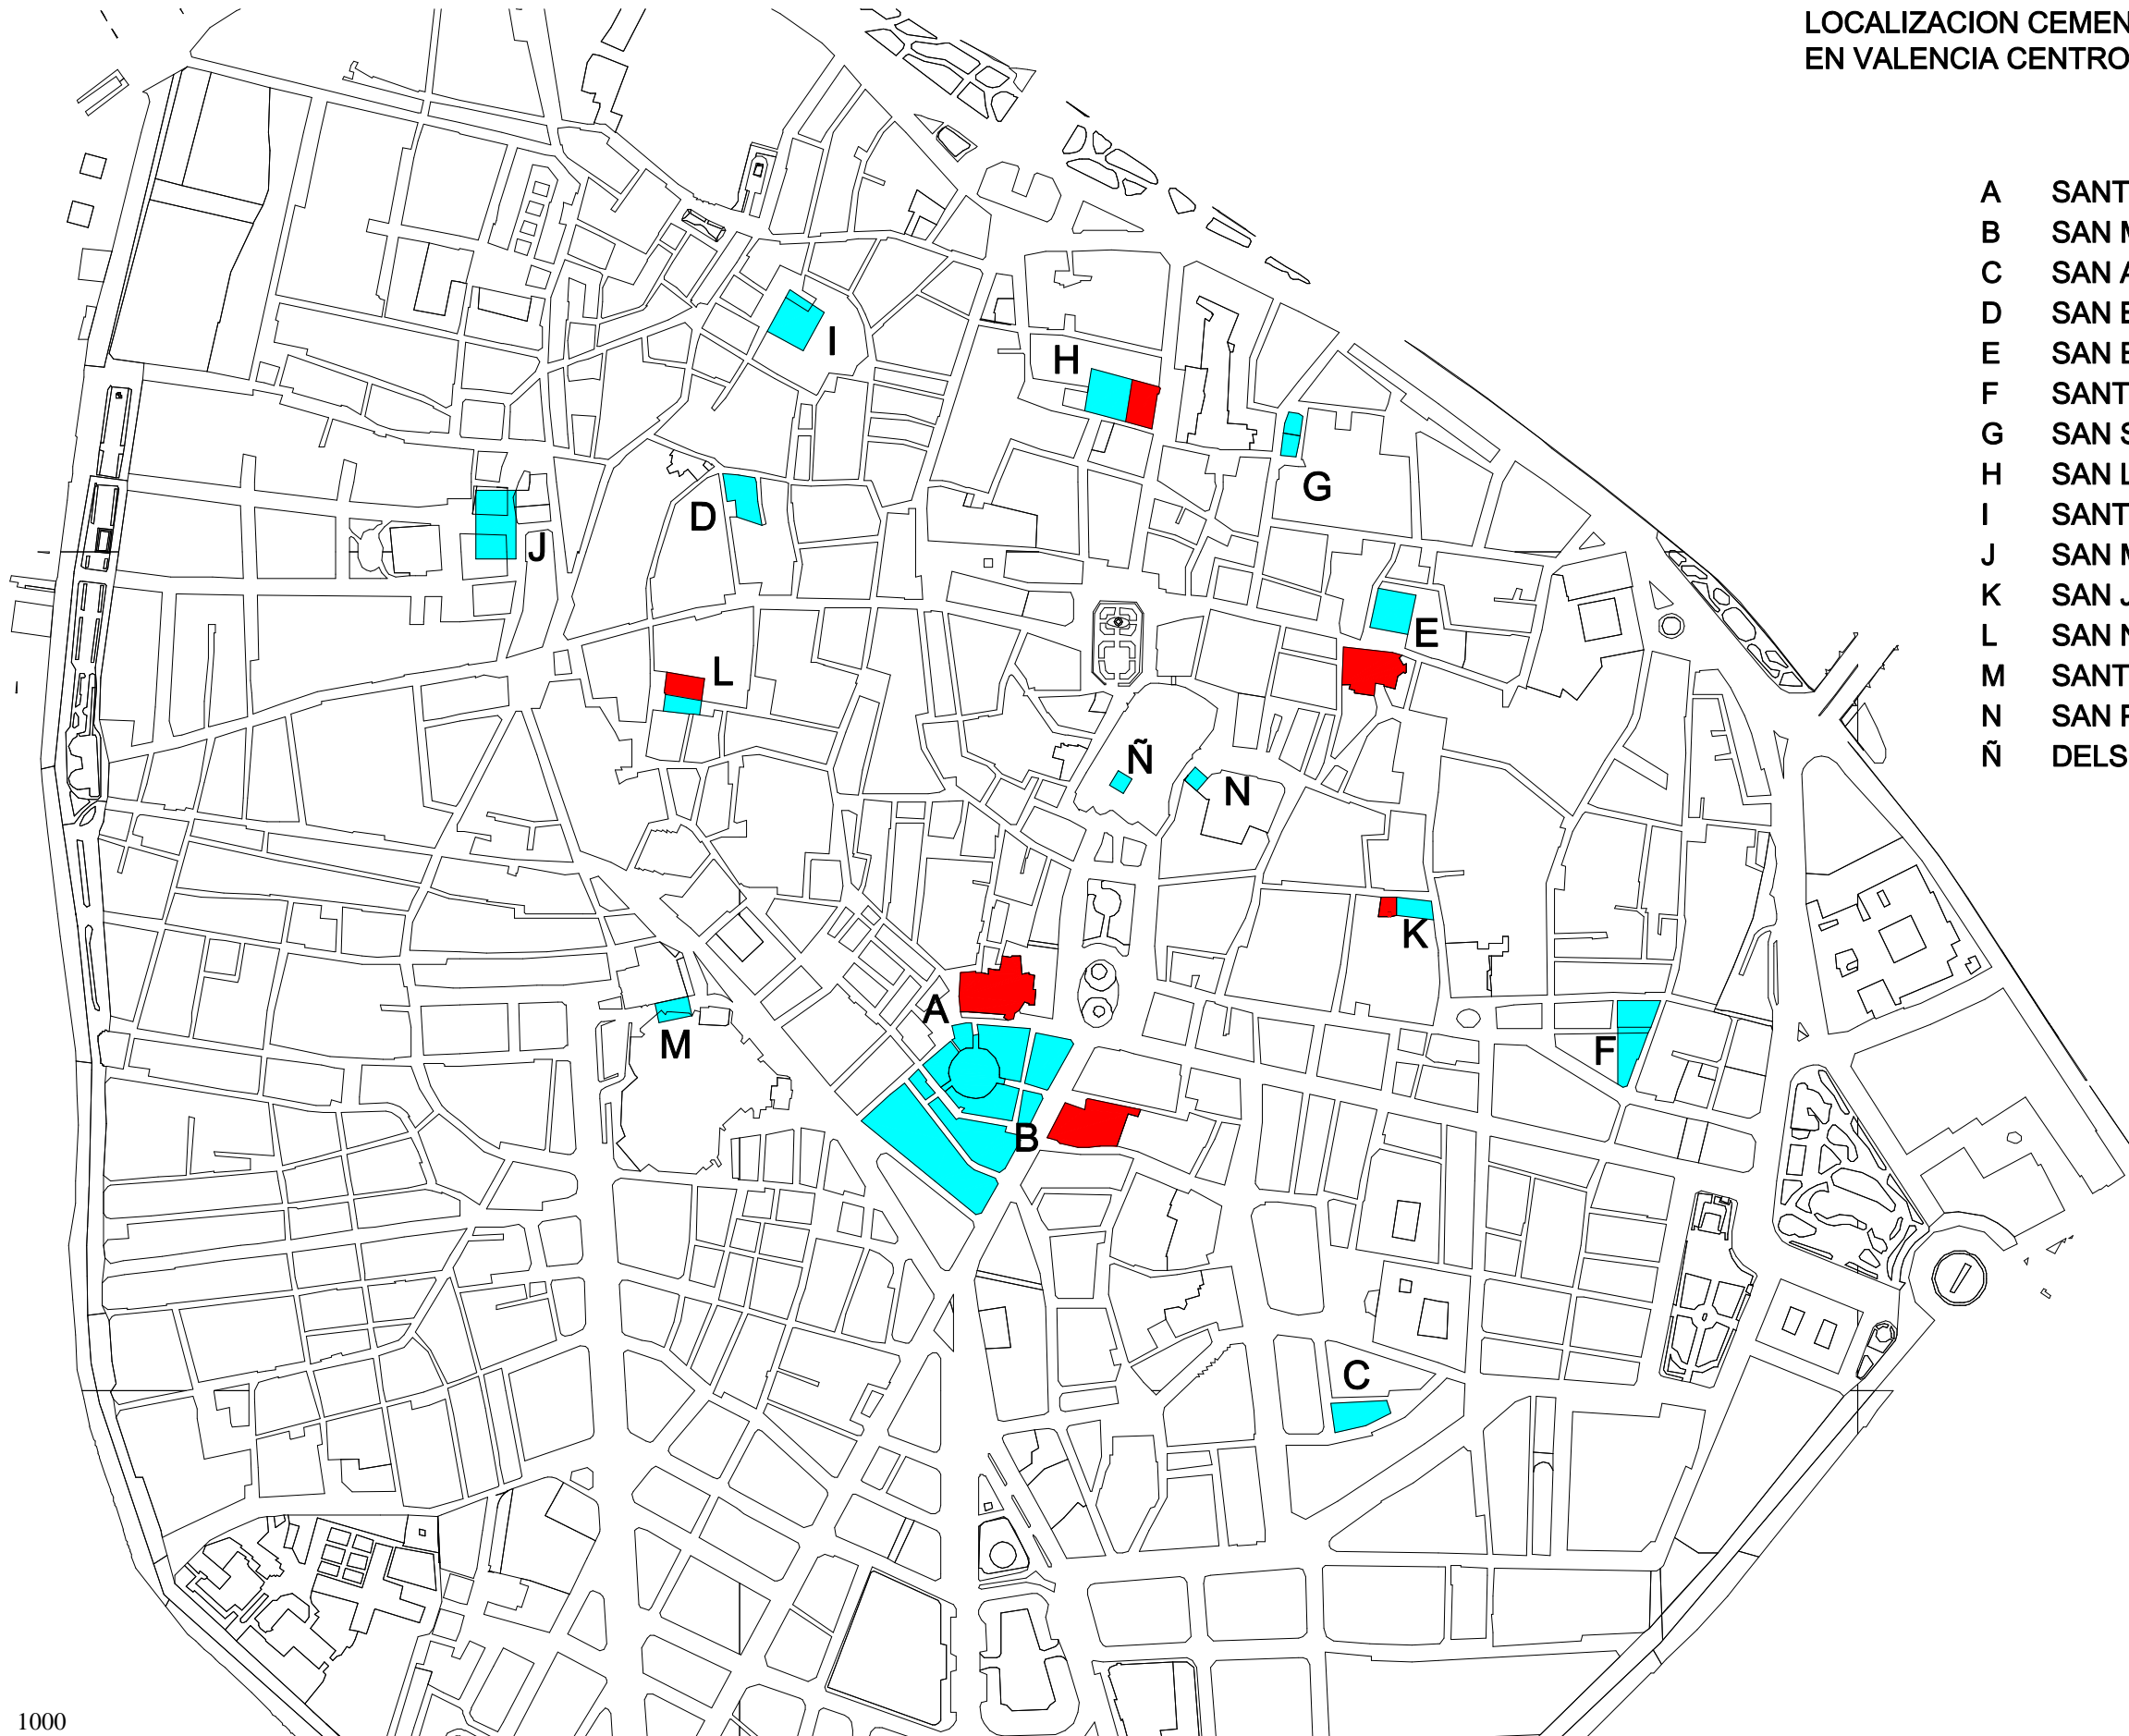 LOCALIZACION CEMEN
EN VALENCIA CENTRO
A SANT
B SAN M
C SAN A
D SAN E
E SAN E
F SANT
G SAN S
H SAN L
I SANT
J SAN M
K SAN J
L SAN N
M SANT
N SAN P
Ñ DELS
I
H
G
D
J
E
L
Ñ
N
K
A
M
F
B
C
1000